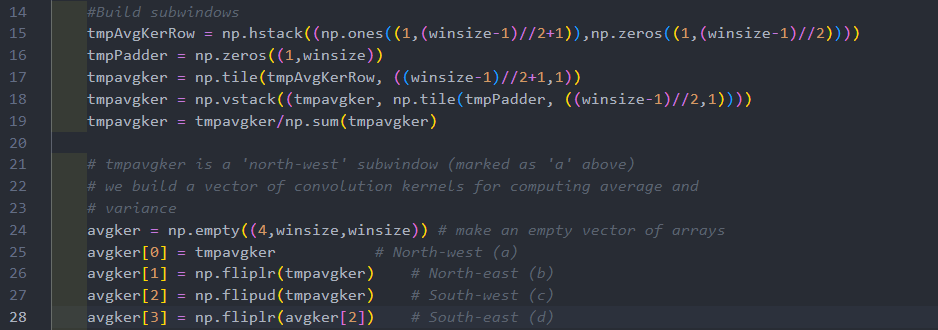 14 #Build subwindows
15 tmpAvgKerRow = np.hstack((np.ones((1,(winsize-1)//2+1)),np.zeros((1,(winsize-1)//2))))
16 tmpPadder = np.zeros((1,winsize))
17 tmpavgker = np.tile(tmpAvgKerRow, ((winsize-1)//2+1,1))
18 tmpavgker = np.vstack((tmpavgker, np.tile(tmpPadder, ((winsize-1)//2,1))))
19 tmpavgker = tmpavgker/np.sum(tmpavgker)
20
21 # tmpavgker is a 'north-west' subwindow (marked as 'a' above)
22 # we build a vector of convolution kernels for computing average and
23 # variance
24 avgker = np.empty((4,winsize,winsize)) # make an empty vector of arrays
25 avgker[0] = tmpavgker # North-west (a)
26 avgker[1] = np.fliplr(tmpavgker) # North-east (b)
27 avgker[2] = np.flipud(tmpavgker) # South-west (c)
28 avgker[3] = np.fliplr(avgker[2]) # South-east (d)